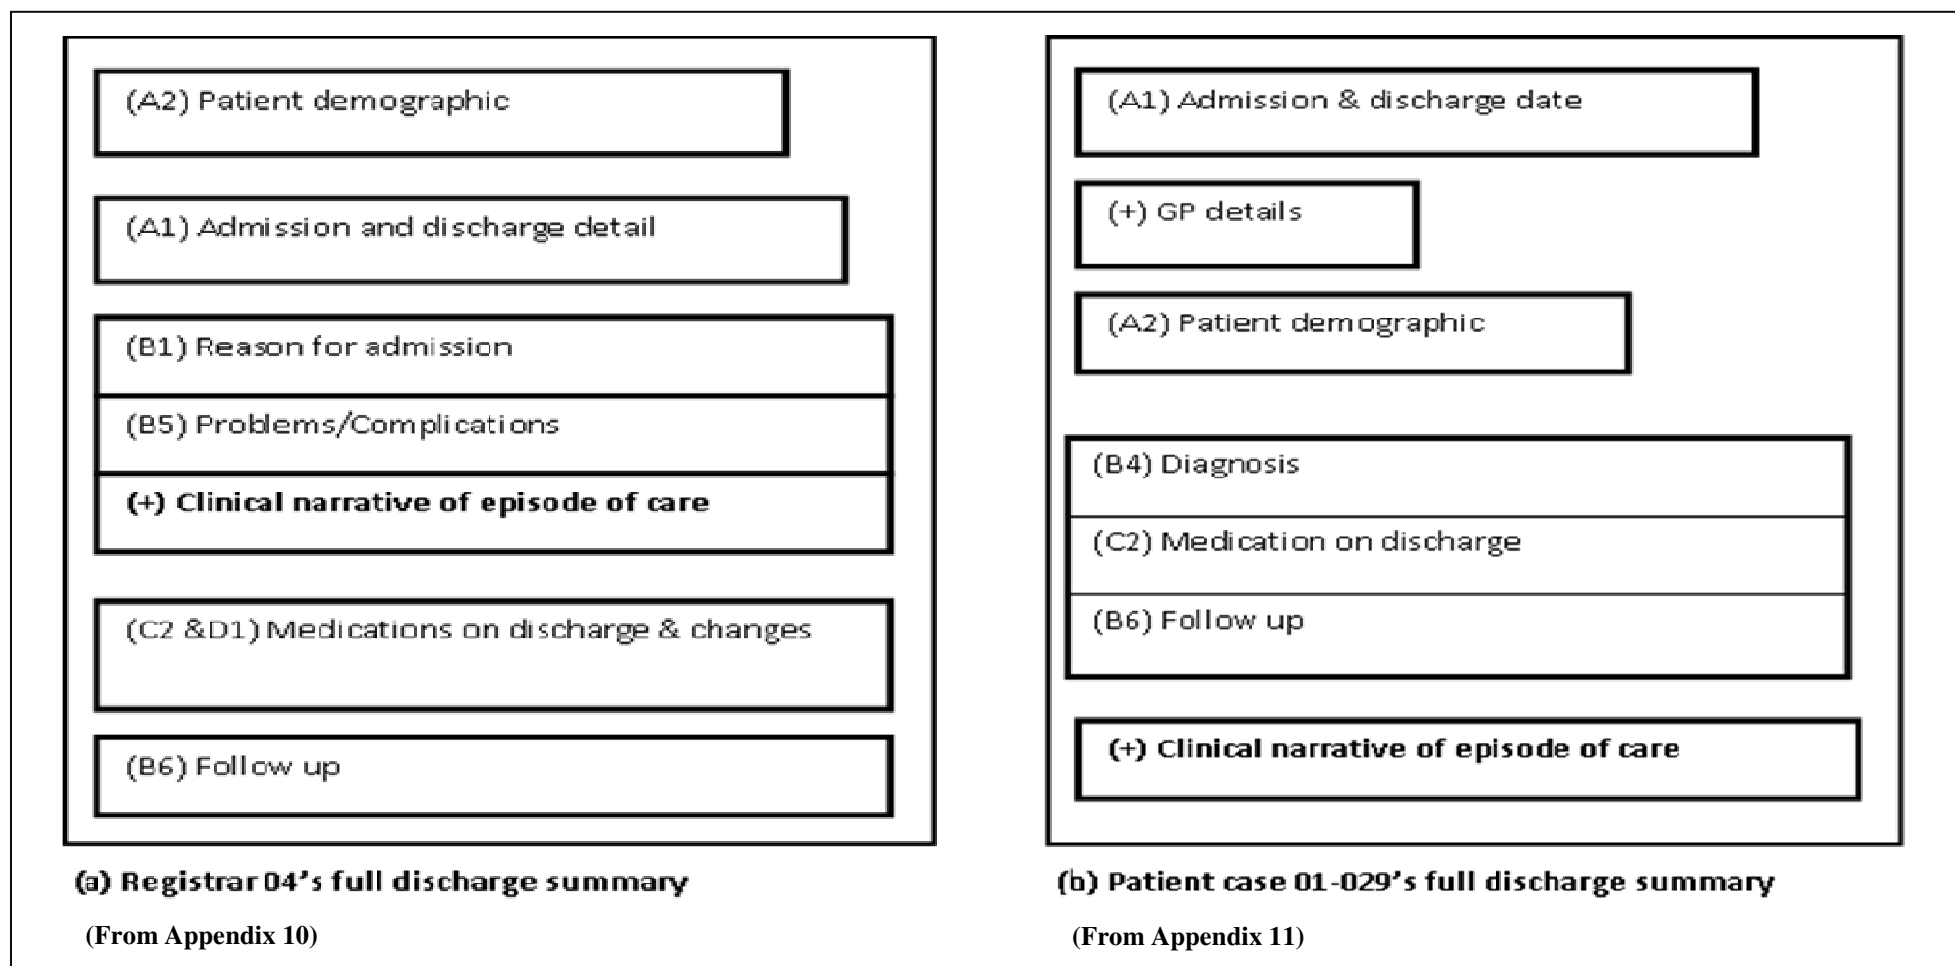 (A2) Patient demographic
(A1) Admission and discharge detail
(B1) Reason for admission
(B5) Problems/Complications
(+) Clinical narrative of episode of care
(C2 &D1) Medications on discharge & changes
(B6) Follow up
(a) Registrar 04's full discharge summary
(From Appendix 10)
(A1) Admission & discharge date
(+) GP details
(A2) Patient demographic
(B4) Diagnosis
(C2) Medication on discharge
(B6) Follow up
(+) Clinical narrative of episode of care
(b) Patient case 01-029's full discharge summary
(From Appendix 11)